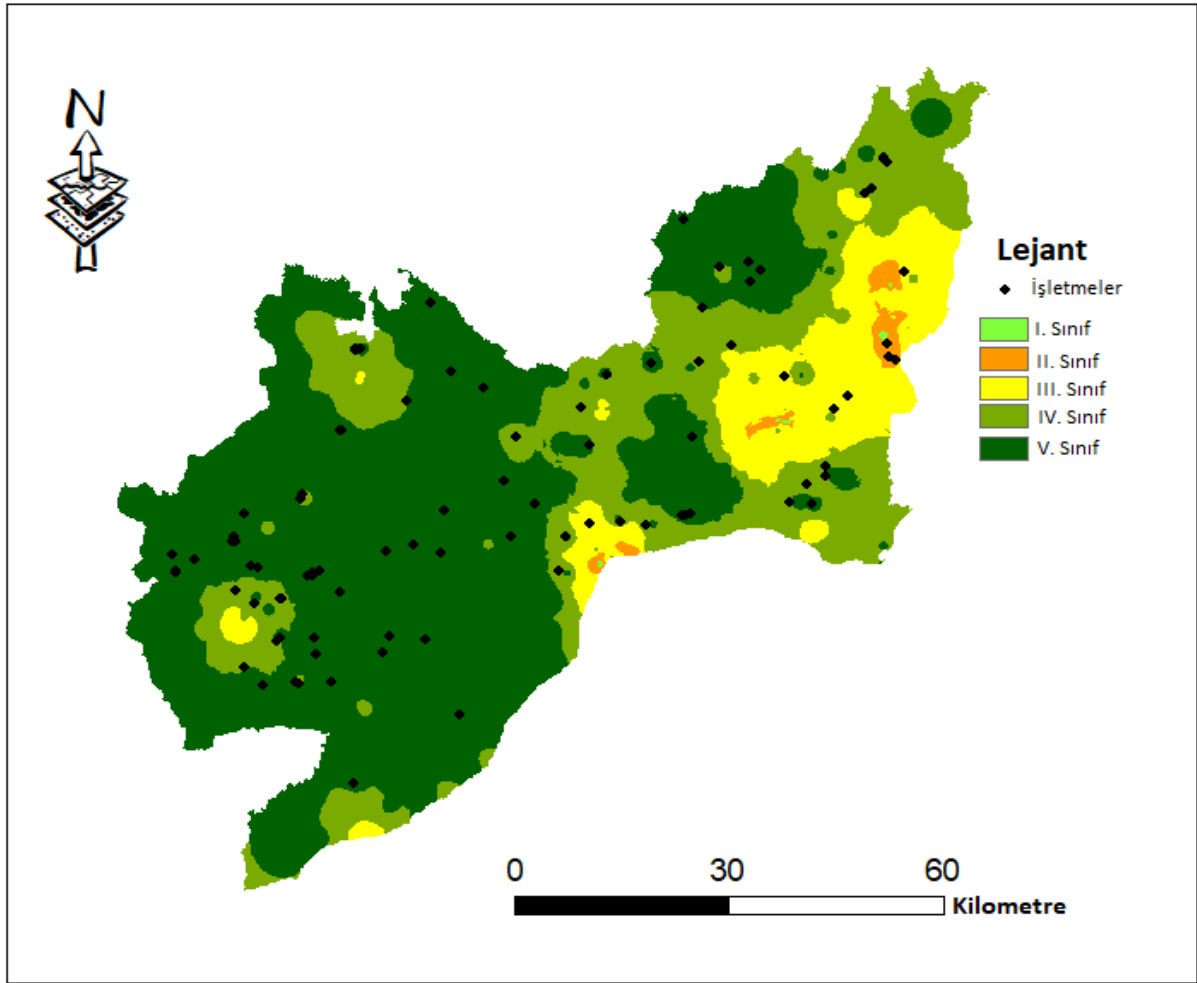 N
Lejant
İşletmeler
I. Sınıf
II. Sınıf
III. Sınıf
IV. Sınıf
V. Sınıf
0 30 60
Kilometre